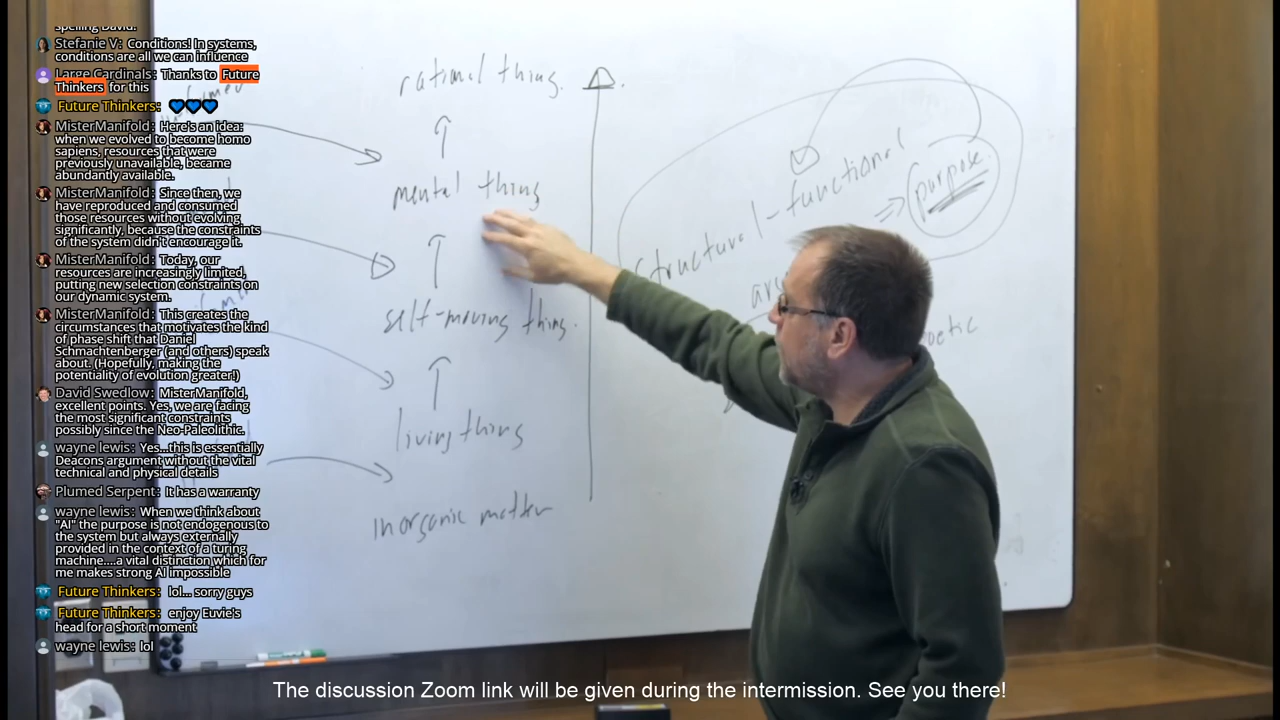 spelling David.
Stefanie V: Conditions! In systems,
conditions are all we can influence
Large Cardinals: Thanks to Future
Thinkers for this
Future Thinkers: 💙💙💙
MisterManifold: Here's an idea:
when we evolved to become homo
sapiens, resources that were
previously unavailable, became
abundantly available.
MisterManifold: Since then, we
have reproduced and consumed
those resources without evolving
significantly, because the constraints
of the system didn't encourage it.
MisterManifold: Today, our
resources are increasingly limited,
putting new selection constraints on
our dynamic system.
MisterManifold: This creates the
circumstances that motivates the kind
of phase shift that Daniel
Schmachtenberger (and others) speak
about. (Hopefully, making the
potentiality of evolution greater!)
David Swedlow: MisterManifold,
excellent points. Yes, we are facing
the most significant constraints
possibly since the Neo-Paleolithic.
wayne lewis: Yes...this is essentially
Deacons argument without the vital
technical and physical details
Plumed Serpent: It has a warranty
wayne lewis: When we think about
"AI" the purpose is not endogenous to
the system but always externally
provided in the context of a turing
machine....a vital distinction which for
me makes strong AI impossible
Future Thinkers: lol... sorry guys
Future Thinkers: enjoy Euvie's
head for a short moment
wayne lewis: lol
rational thing.
mental thing
self-moving thing.
living thing
inorganic matter
structural-functional
purpose.
The discussion Zoom link will be given during the intermission. See you there!